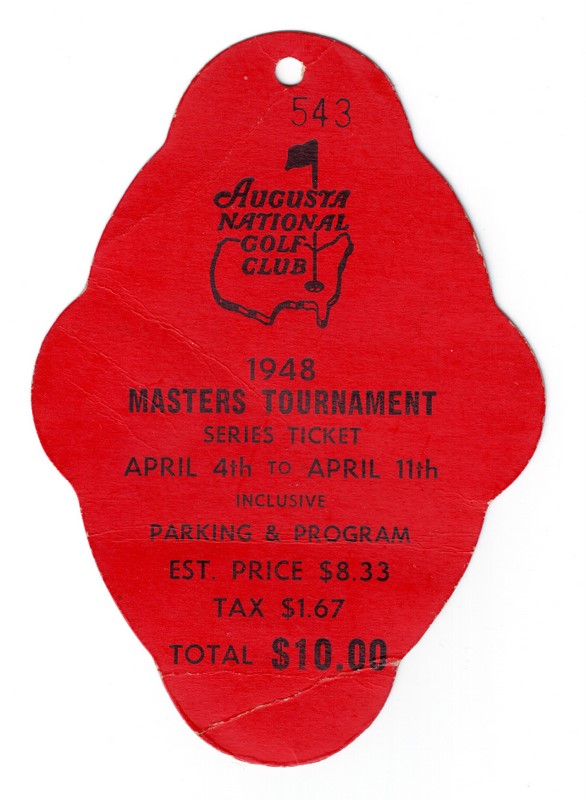 543
AUGUSTA
NATIONAL
GOLF
CLUB
1948
MASTERS TOURNAMENT
SERIES TICKET
APRIL 4th TO APRIL 11th
INCLUSIVE
PARKING & PROGRAM
EST. PRICE $8.33
TAX $1.67
TOTAL $10.00